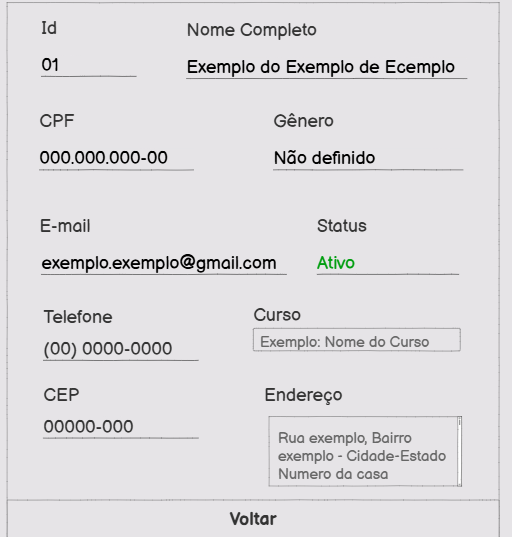 Id
Nome Completo
01
Exemplo do Exemplo de Ecemplo
CPF
Gênero
000.000.000-00
Não definido
E-mail
Status
exemplo.exemplo@gmail.com
Ativo
Telefone
Curso
(00) 0000-0000
Exemplo: Nome do Curso
CEP
Endereço
00000-000
Rua exemplo, Bairro
exemplo - Cidade-Estado
Numero da casa
Voltar